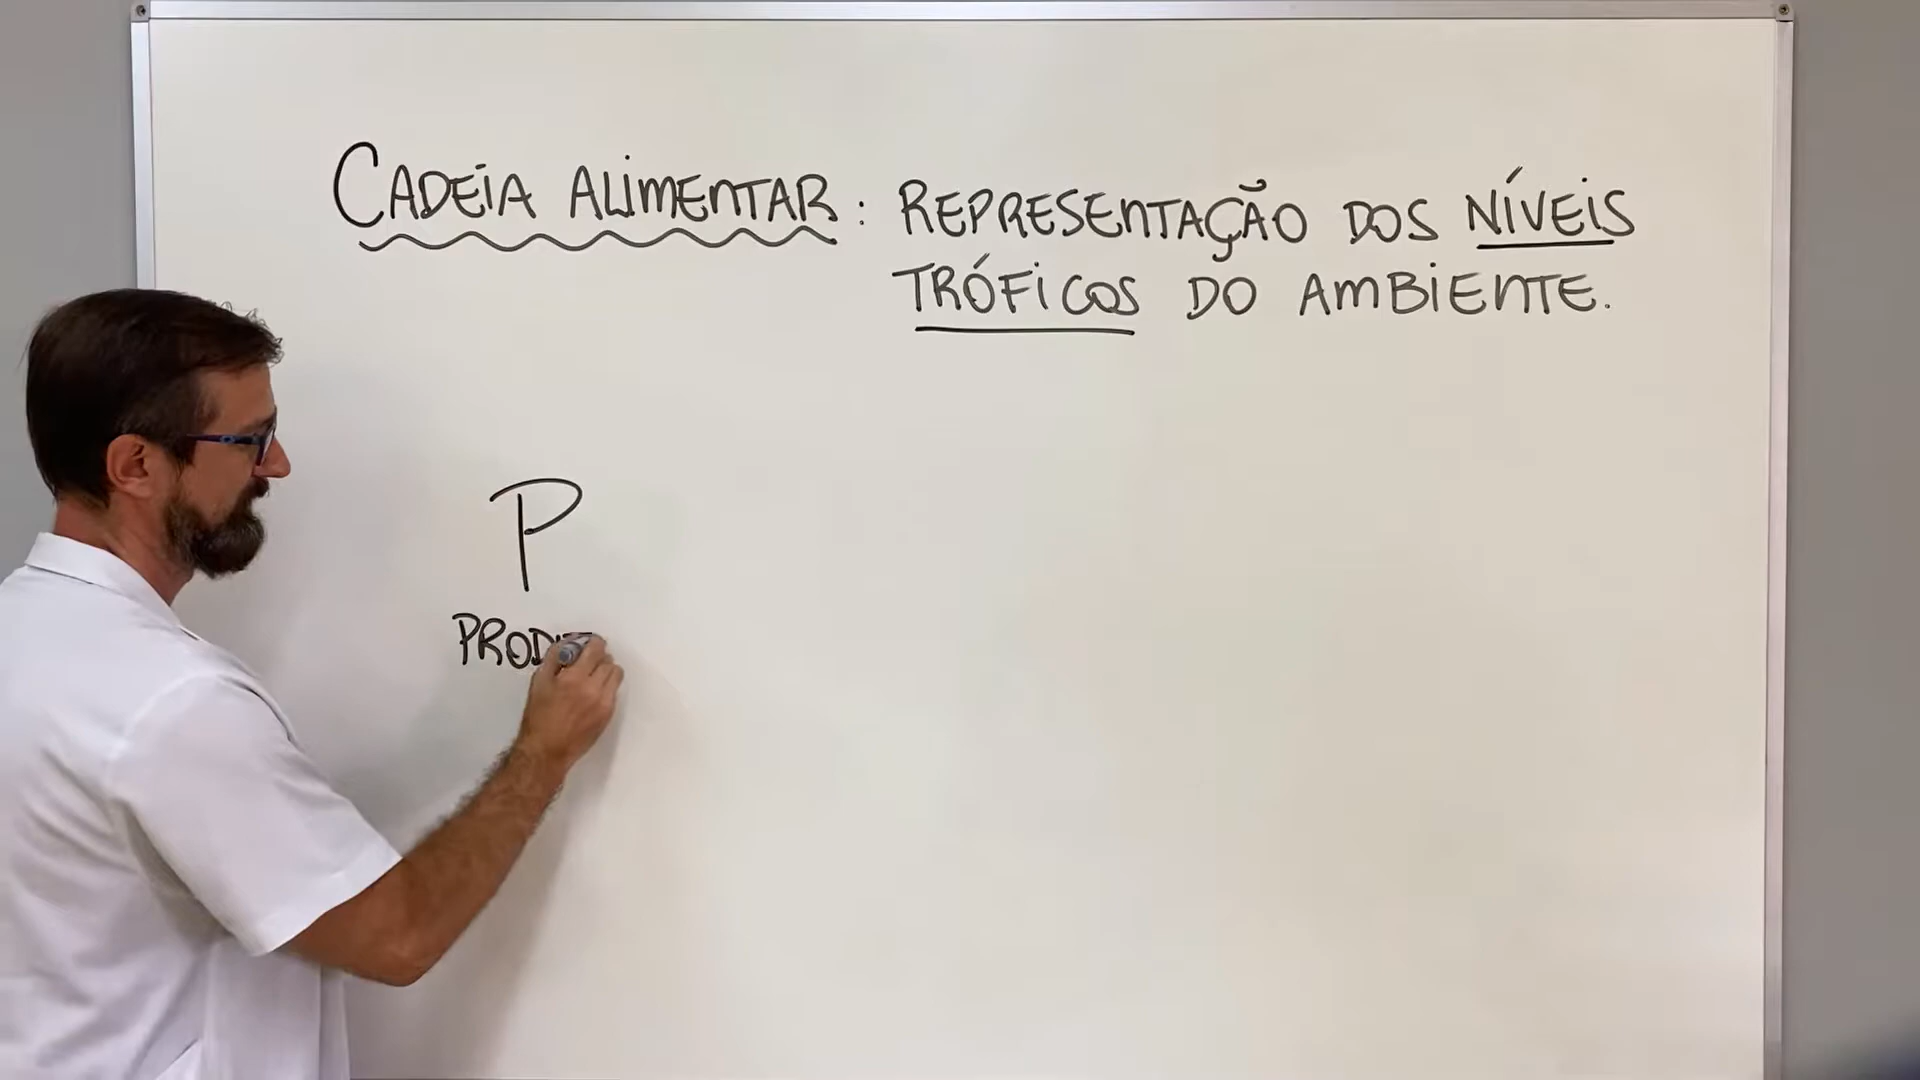 CADEIA ALIMENTAR: REPRESENTAÇÃO DOS NÍVEIS
TRÓFICOS DO AMBIENTE.
P